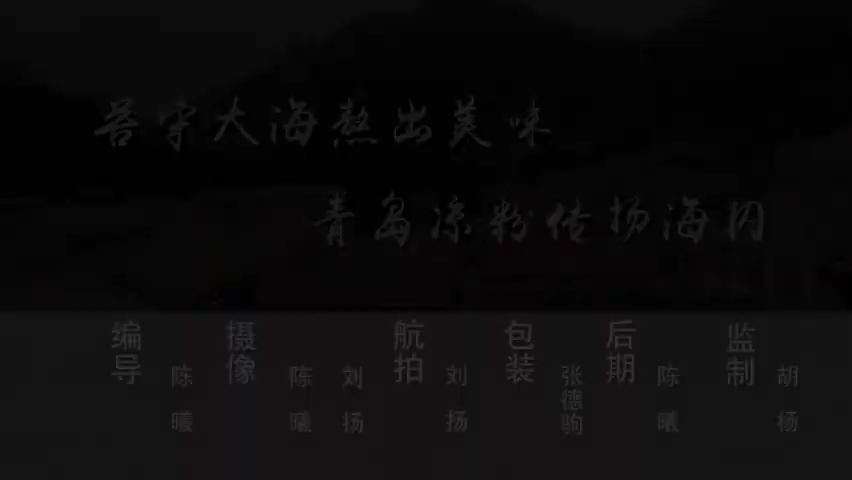 苦守大海熬出美味
青岛凉粉传扬海内
编导 陈曦
摄像 陈曦 刘扬
航拍 刘扬
包装 张德驹
后期 陈曦
监制 胡杨